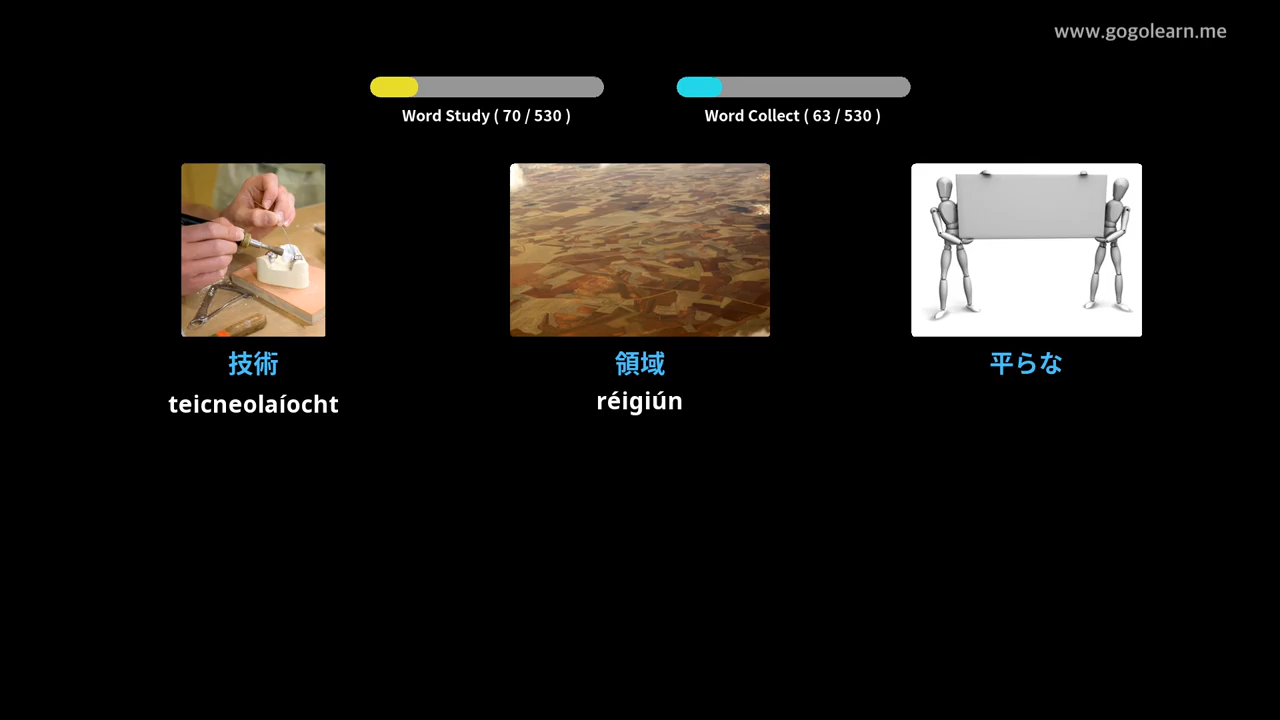 www.gogolearn.me
Word Study ( 70 / 530 )
Word Collect ( 63 / 530 )
技術
領域
平らな
teicneolaíocht
réigiún